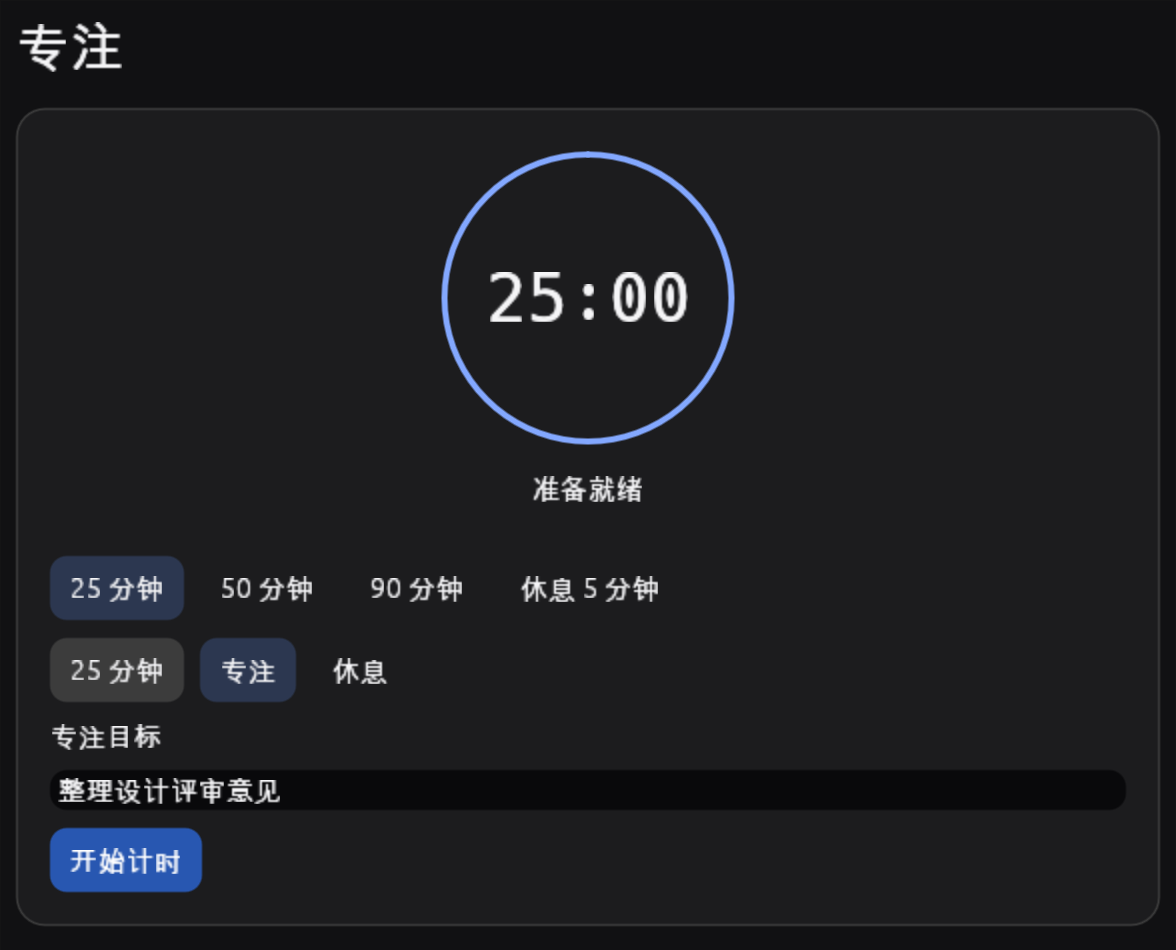 专注
25:00
准备就绪
25 分钟 50 分钟 90 分钟 休息 5 分钟
25 分钟 专注 休息
专注目标
整理设计评审意见
开始计时